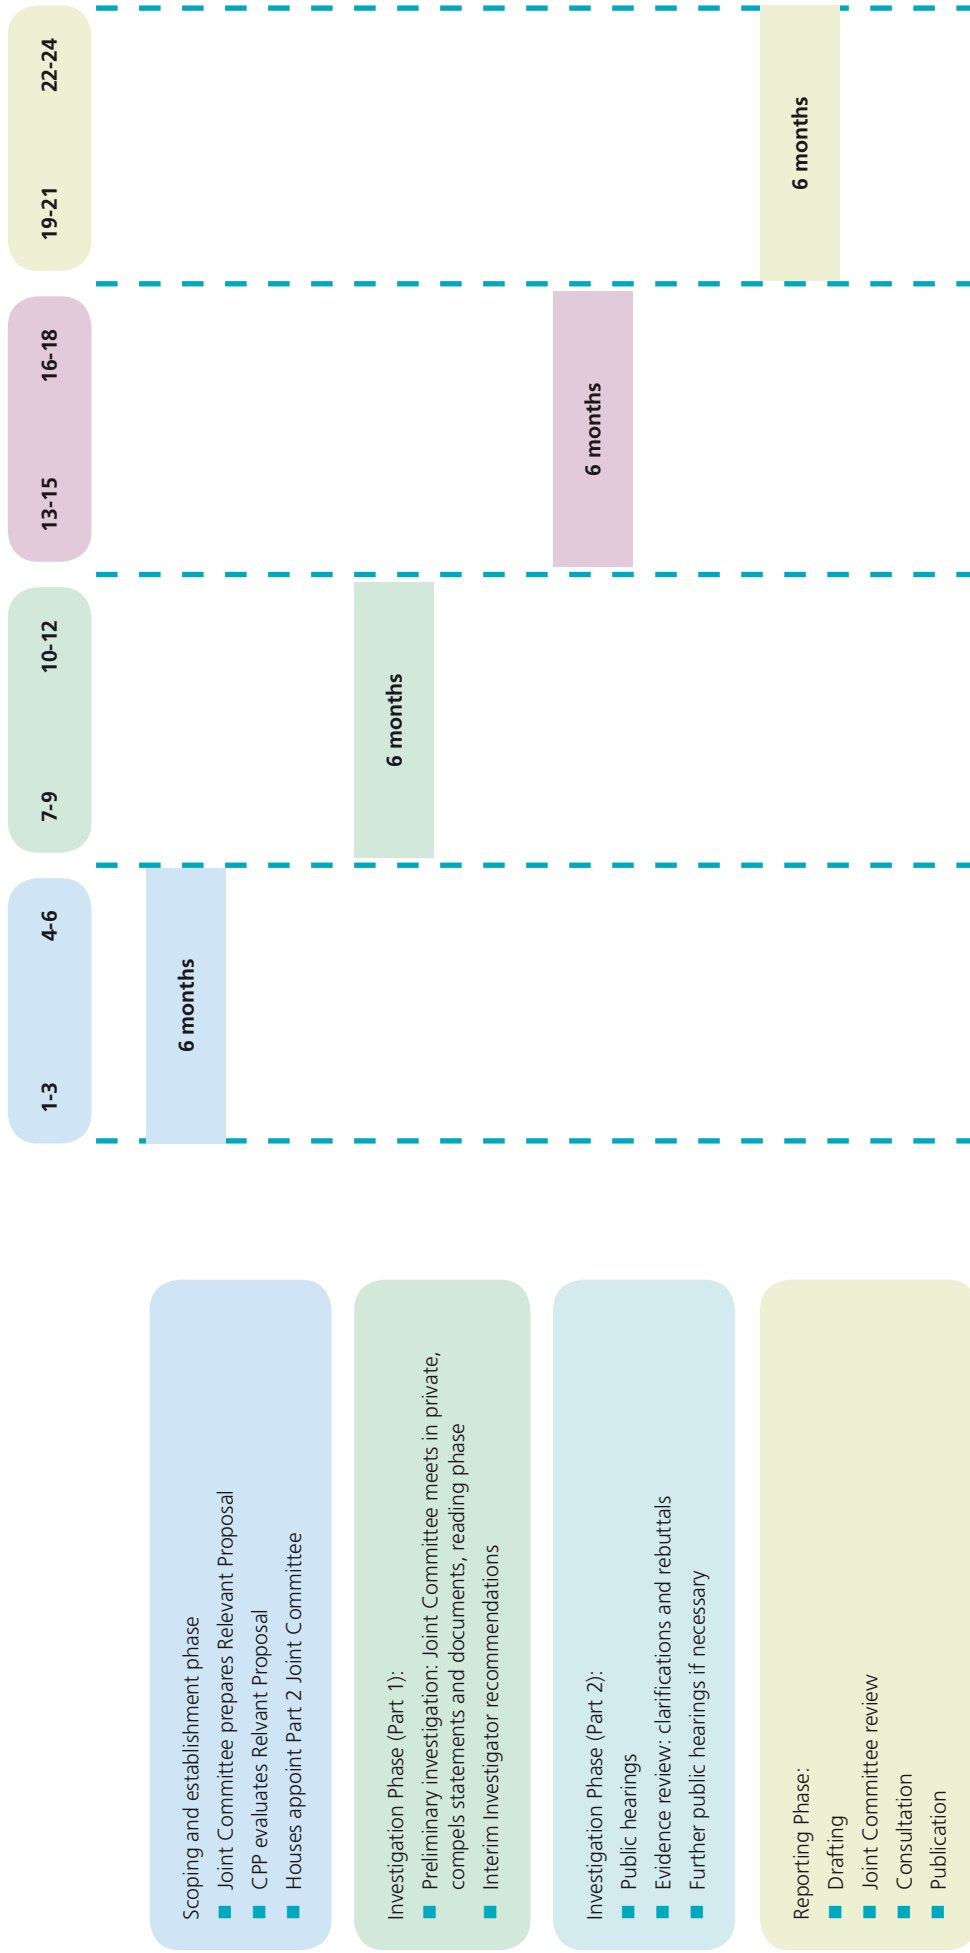 1-3 4-6 7-9 10-12 13-15 16-18 19-21 22-24
Scoping and establishment phase
Joint Committee prepares Relevant Proposal
CPP evaluates Relvant Proposal
Houses appoint Part 2 Joint Committee
6 months
Investigation Phase (Part 1):
Preliminary investigation: Joint Committee meets in private,
compels statements and documents, reading phase
Interim Investigator recommendations
6 months
Investigation Phase (Part 2):
Public hearings
Evidence review: clarifications and rebuttals
Further public hearings if necessary
6 months
Reporting Phase:
Drafting
Joint Committee review
Consultation
Publication
6 months